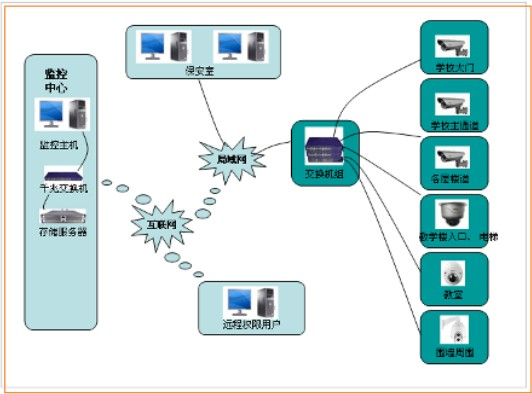 监控
中心
监控主机
千兆交换机
存储服务器
保安室
局域网
互联网
远程权限用户
交换机组
学校大门
学校主通道
各层楼道
教学楼入口、电梯
教室
围墙周围